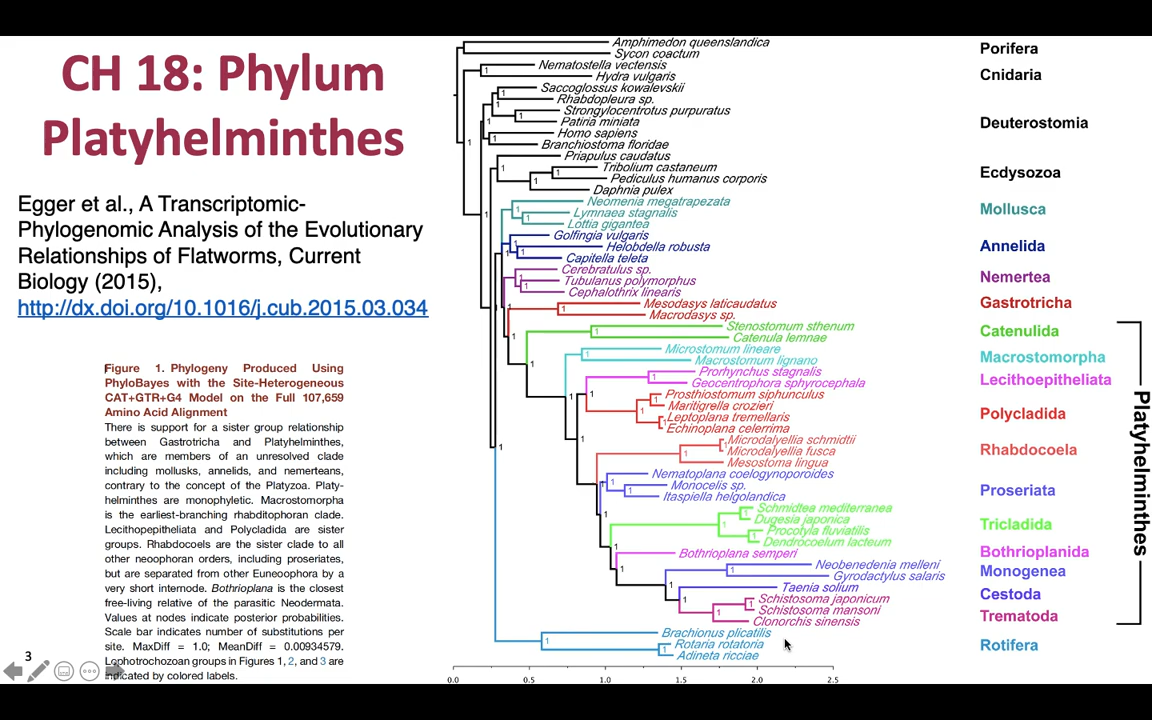 CH 18: Phylum
Platyhelminthes
Egger et al., A Transcriptomic-
Phylogenomic Analysis of the Evolutionary
Relationships of Flatworms, Current
Biology (2015),
http://dx.doi.org/10.1016/j.cub.2015.03.034
Figure 1. Phylogeny Produced Using
PhyloBayes with the Site-Heterogeneous
CAT+GTR+G4 Model on the Full 107,659
Amino Acid Alignment
There is support for a sister group relationship
between Gastrotricha and Platyhelminthes,
which are members of an unresolved clade
including mollusks, annelids, and nemerteans,
contrary to the concept of the Platyzoa. Platy-
helminthes are monophyletic. Macrostomorpha
is the earliest-branching rhabditophoran clade.
Lecithopepitheliata and Polycladida are sister
groups. Rhabdocoels are the sister clade to all
other neoophoran orders, including proseriates,
but are separated from other Euneoophora by a
very short internode. Bothrioplana is the closest
free-living relative of the parasitic Neodermata.
Values at nodes indicate posterior probabilities.
Scale bar indicates number of substitutions per
site. MaxDiff = 1.0; MeanDiff = 0.00934579.
Lophotrochozoan groups in Figures 1, 2, and 3 are
indicated by colored labels.
3
Amphimedon queenslandica
Sycon coactum
Nematostella vectensis
Hydra vulgaris
Saccoglossus kowalevskii
Rhabdopleura sp.
Strongylocentrotus purpuratus
Patiria miniata
Homo sapiens
Branchiostoma floridae
Priapulus caudatus
Tribolium castaneum
Pediculus humanus corporis
Daphnia pulex
Neomenia megatrapezata
Lymnaea stagnalis
Lottia gigantea
Golfingia vulgaris
Helobdella robusta
Capitella teleta
Cerebratulus sp.
Tubulanus polymorphus
Cephalothrix linearis
Mesodasys laticaudatus
Macrodasys sp.
Stenostomum sthenum
Catenula lemnae
Microstomum lineare
Macrostomum lignano
Prorhynchus stagnalis
Geocentrophora sphyrocephala
Prosthiostomum siphunculus
Maritigrella crozieri
Leptoplana tremellaris
Echinoplana celerrima
Microdalyellia schmidtii
Microdalyellia fusca
Mesostoma lingua
Nematoplana coelogynoporoides
Monocelis sp.
Itaspiella helgolandica
Schmidtea mediterranea
Dugesia japonica
Procotyla fluviatilis
Dendrocoelum lacteum
Bothrioplana semperi
Neobenedenia melleni
Gyrodactylus salaris
Taenia solium
Schistosoma japonicum
Schistosoma mansoni
Clonorchis sinensis
Brachionus plicatilis
Rotaria rotatoria
Adineta ricciae
0.0 0.5 1.0 1.5 2.0 2.5
Porifera
Cnidaria
Deuterostomia
Ecdysozoa
Mollusca
Annelida
Nemertea
Gastrotricha
Catenulida
Macrostomorpha
Lecithoepitheliata
Polycladida
Rhabdocoela
Proseriata
Tricladida
Bothrioplanida
Monogenea
Cestoda
Trematoda
Rotifera
Platyhelminthes